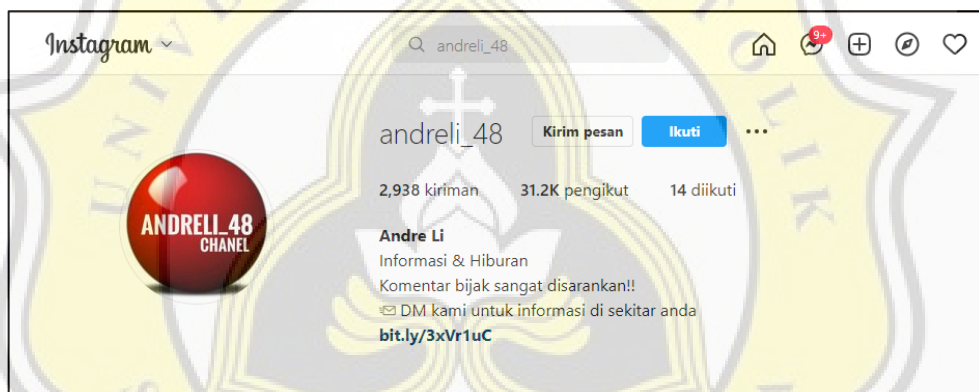 Instagram
andreli_48
9+
andreli_48 Kirim pesan Ikuti
2,938 kiriman 31.2K pengikut 14 diikuti
ANDRELI_48
CHANEL
Andre Li
Informasi & Hiburan
Komentar bijak sangat disarankan!!
DM kami untuk informasi di sekitar anda
bit.ly/3xVr1uC